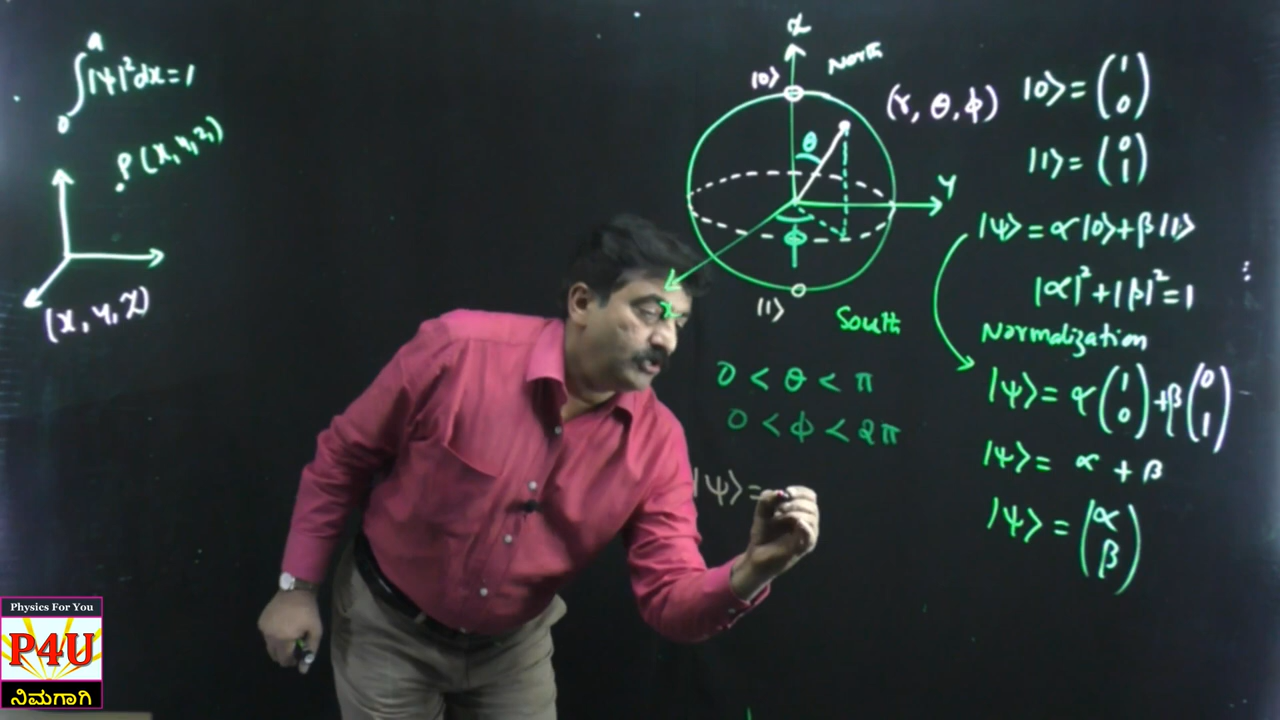 a
∫|ψ|²dx=1
0
P(x,y,z)
(x, y, z)
z
North
|0⟩
(r, θ, ϕ)
θ
y
ϕ
x
|1⟩
South
0 < θ < π
0 < ϕ < 2π
|ψ⟩=
|0⟩ = (1 0)
|1⟩ = (0 1)
|ψ⟩ = α|0⟩+β|1⟩
|α|²+|β|²=1
Normalization
|ψ⟩= α(1 0)+β(0 1)
|ψ⟩= α + β
|ψ⟩ = (α β)
Physics For You
P4U
ನಿಮಗಾಗಿ